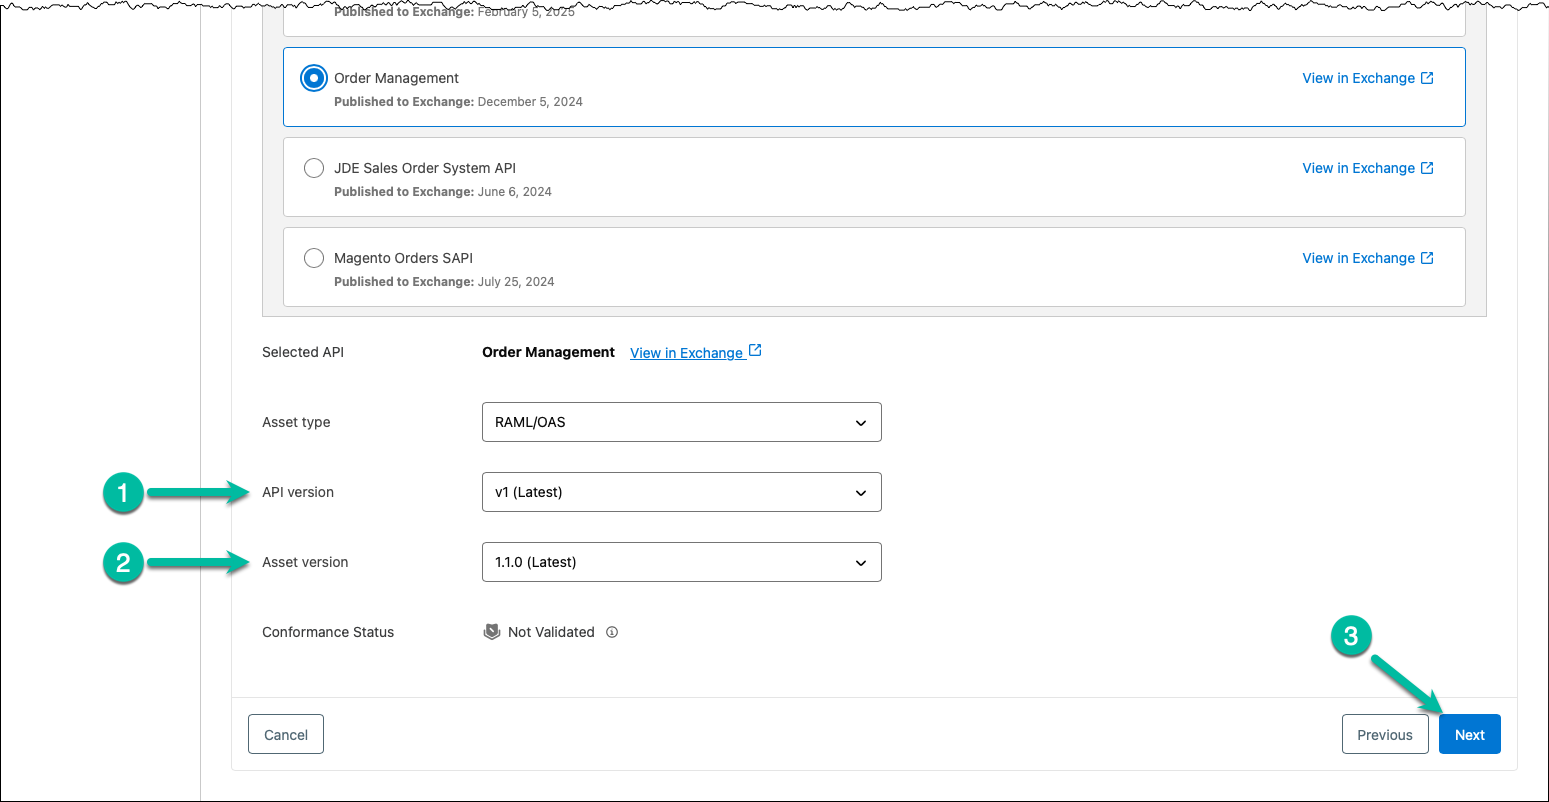 Published to Exchange: February 5, 2025
Order Management View in Exchange
Published to Exchange: December 5, 2024
JDE Sales Order System API View in Exchange
Published to Exchange: June 6, 2024
Magento Orders SAPI View in Exchange
Published to Exchange: July 25, 2024
Selected API Order Management View in Exchange
Asset type RAML/OAS
1 API version v1 (Latest)
2 Asset version 1.1.0 (Latest)
Conformance Status Not Validated
3
Cancel Previous Next